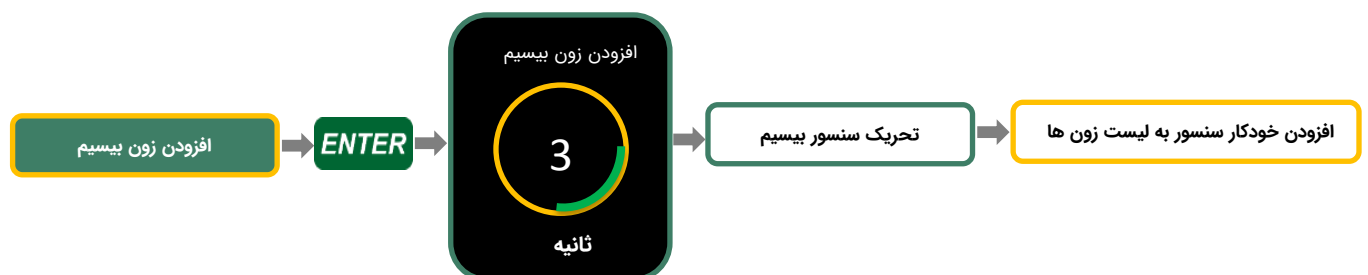 افزودن زون بیسیم
ENTER
افزودن زون بیسیم
3
ثانیه
تحریک سنسور بیسیم
افزودن خودکار سنسور به لیست زون ها